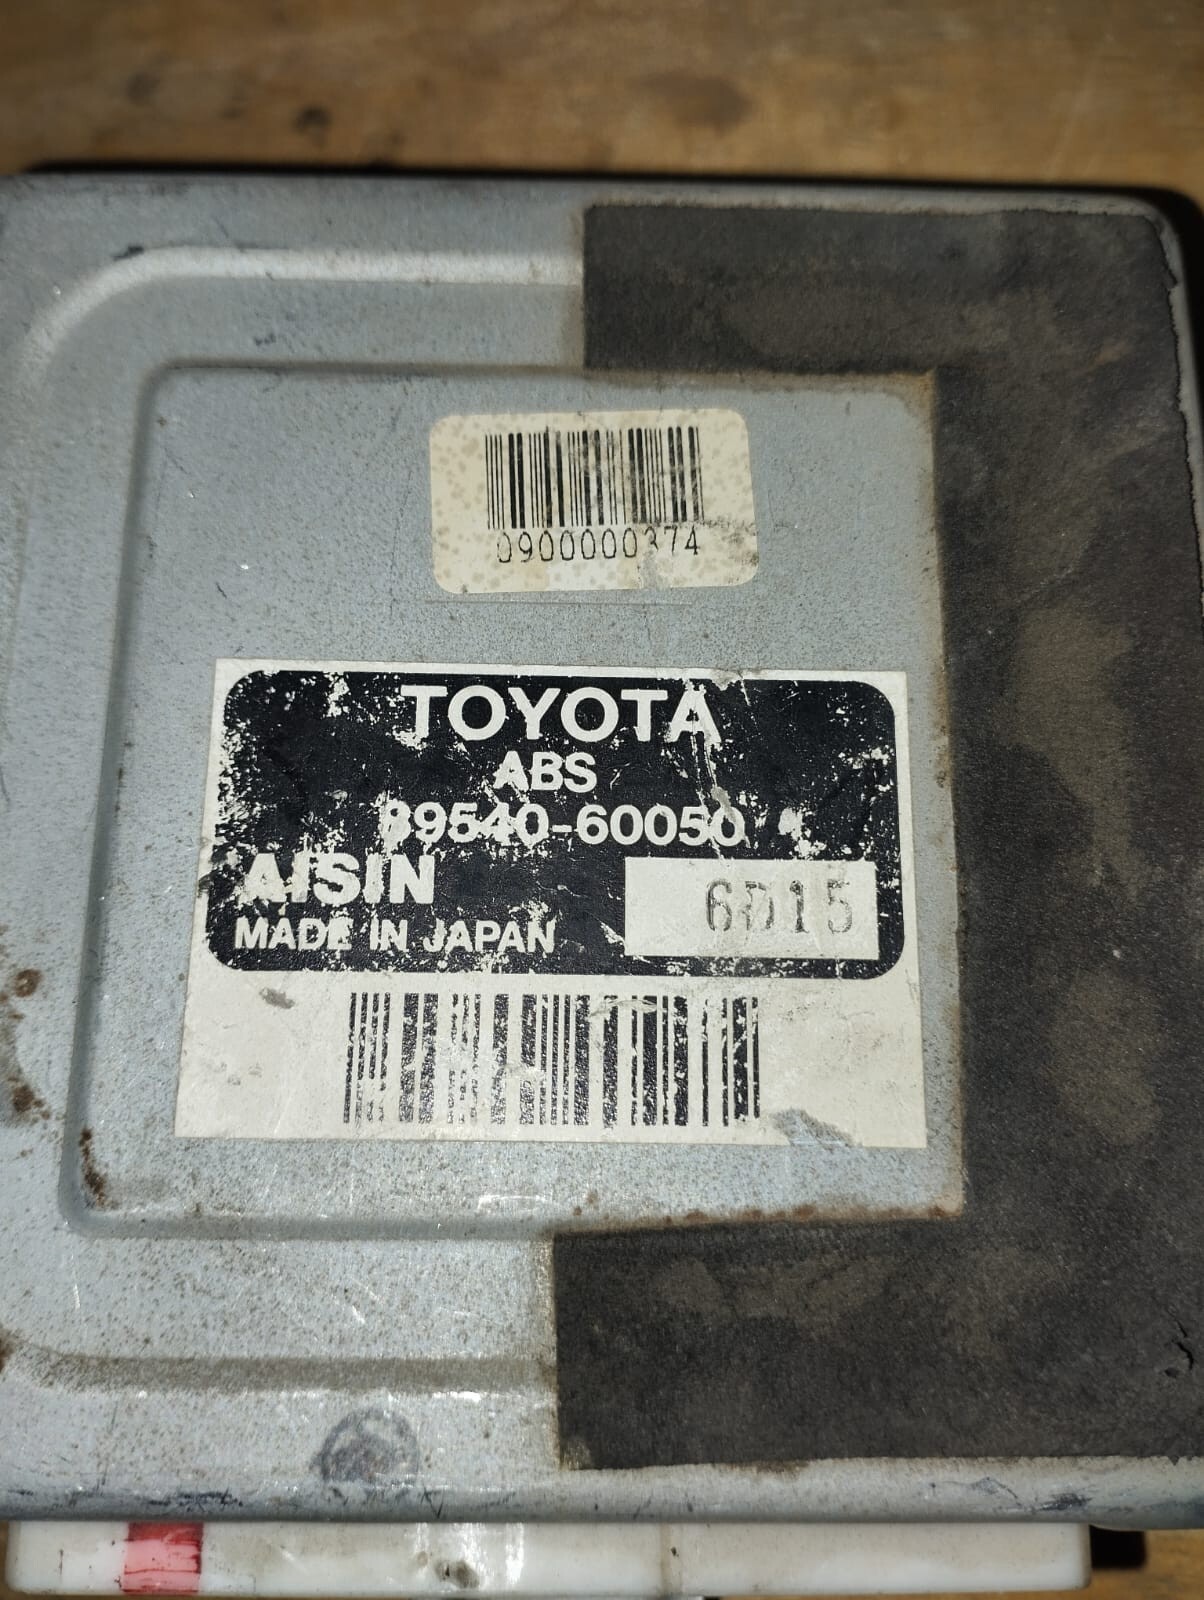 0900000374
TOYOTA
ABS
89540-60050
AISIN
MADE IN JAPAN
6D15